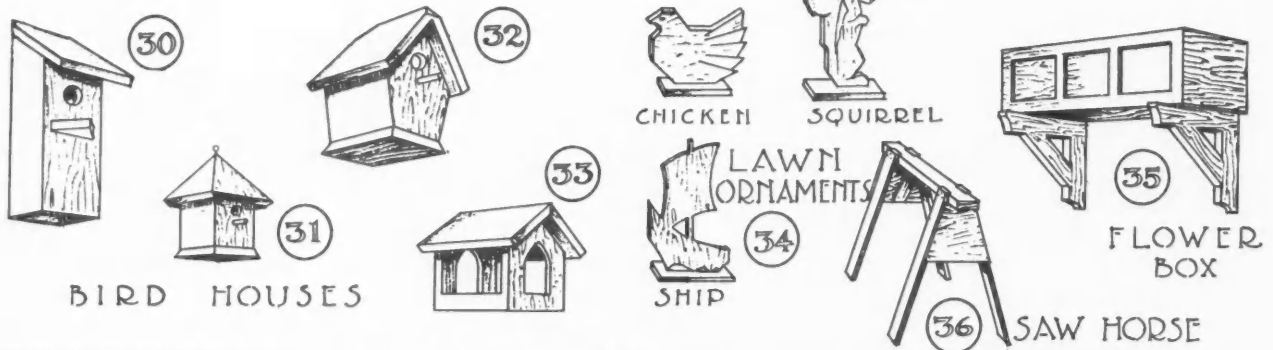 30
32
31
33
BIRD HOUSES
CHICKEN
SQUIRREL
LAWN
ORNAMENTS
34
SHIP
35
FLOWER
BOX
36
SAW HORSE